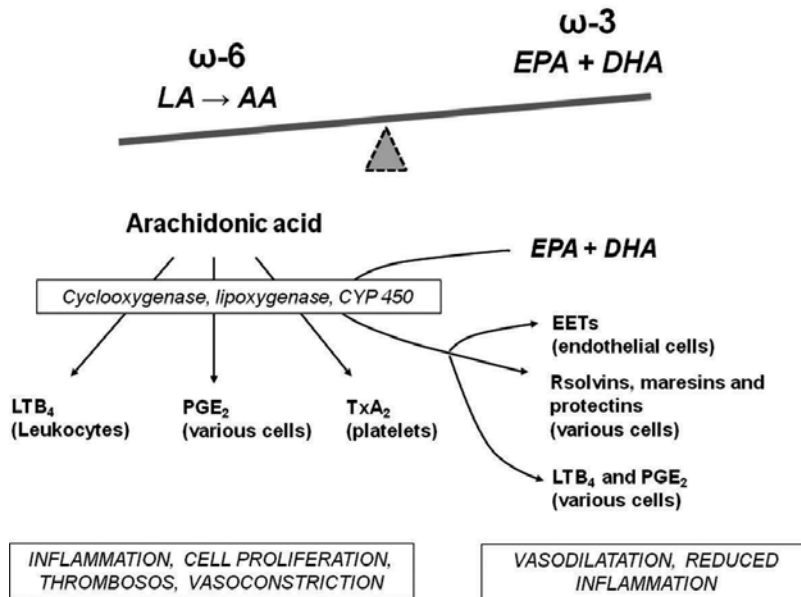 ω-6
LA → AA
ω-3
EPA + DHA
Arachidonic acid
EPA + DHA
Cyclooxygenase, lipoxygenase, CYP 450
LTB₄
(Leukocytes)
PGE₂
(various cells)
TxA₂
(platelets)
EETs
(endothelial cells)
Rsolvins, maresins and
protectins
(various cells)
LTB₄ and PGE₂
(various cells)
INFLAMMATION, CELL PROLIFERATION,
THROMBOSOS, VASOCONSTRICTION
VASODILATATION, REDUCED
INFLAMMATION